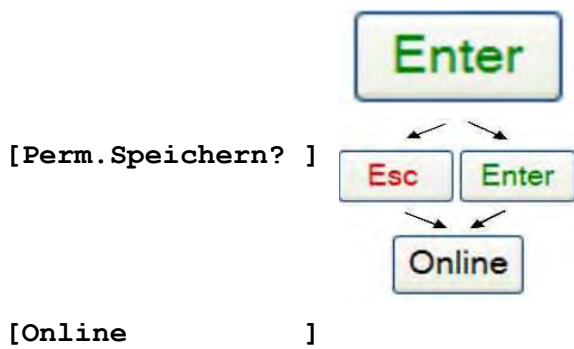 Enter
[Perm.Speichern? ]
Esc Enter
Online
[Online ]